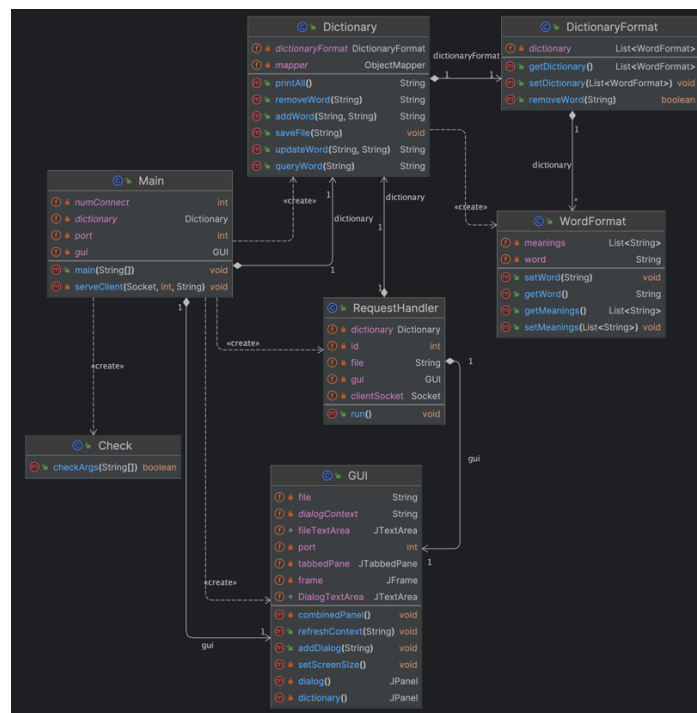 Dictionary
dictionaryFormat DictionaryFormat
mapper ObjectMapper
printAll() String
removeWord(String) String
addWord(String, String) String
saveFile(String) void
updateWord(String, String) String
queryWord(String) String
DictionaryFormat
dictionary List<WordFormat>
getDictionary() List<WordFormat>
setDictionary(List<WordFormat>) void
removeWord(String) boolean
dictionaryFormat
1
1
1
dictionary
*
«create»
WordFormat
meanings List<String>
word String
setWord(String) void
getWord() String
getMeanings() List<String>
setMeanings(List<String>) void
Main
numConnect int
dictionary Dictionary
port int
gui GUI
main(String[]) void
serveClient(Socket, int, String) void
«create»
1
dictionary
1
dictionary
1
1
RequestHandler
dictionary Dictionary
id int
file String
gui GUI
clientSocket Socket
run() void
1
«create»
«create»
1
gui
1
Check
checkArgs(String[]) boolean
GUI
file String
dialogContext String
fileTextArea JTextArea
port int
tabbedPane JTabbedPane
frame JFrame
DialogTextArea JTextArea
combinedPanel() void
refreshContext(String) void
addDialog(String) void
setScreenSize() void
dialog() JPanel
dictionary() JPanel
«create»
1
gui